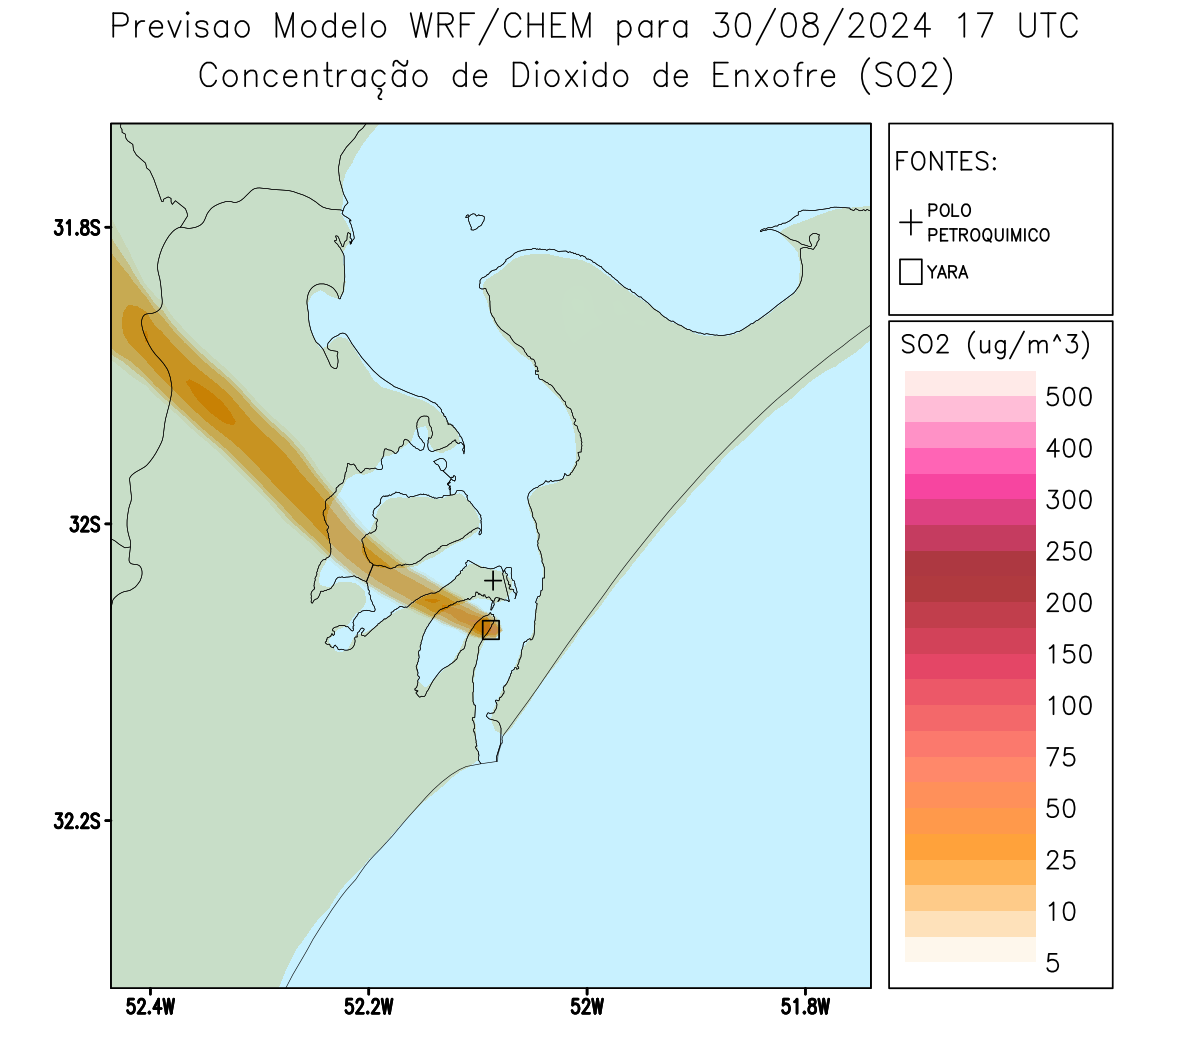 Previsao Modelo WRF/CHEM para 30/08/2024 17 UTC
Concentração de Dioxido de Enxofre (SO2)
FONTES:
POLO
PETROQUIMICO
YARA
SO2 (ug/m^3)
500
400
300
250
200
150
100
75
50
25
10
5
31.8S
32S
32.2S
52.4W
52.2W
52W
51.8W